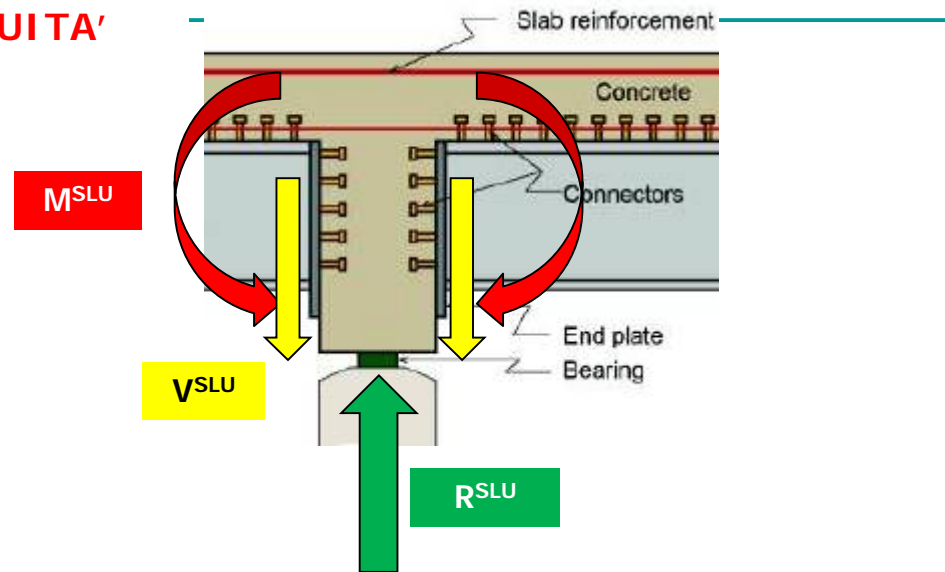 UITA'
Slab reinforcement
Concrete
M^SLU
Connectors
End plate
Bearing
V^SLU
R^SLU